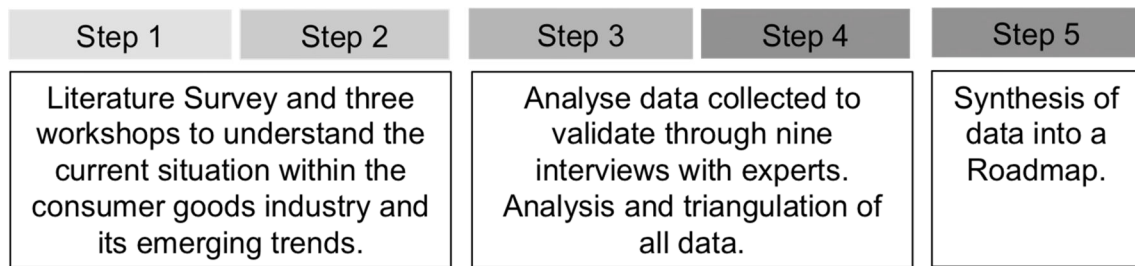 Step 1
Step 2
Step 3
Step 4
Step 5
Literature Survey and three
workshops to understand the
current situation within the
consumer goods industry and
its emerging trends.
Analyse data collected to
validate through nine
interviews with experts.
Analysis and triangulation of
all data.
Synthesis of
data into a
Roadmap.